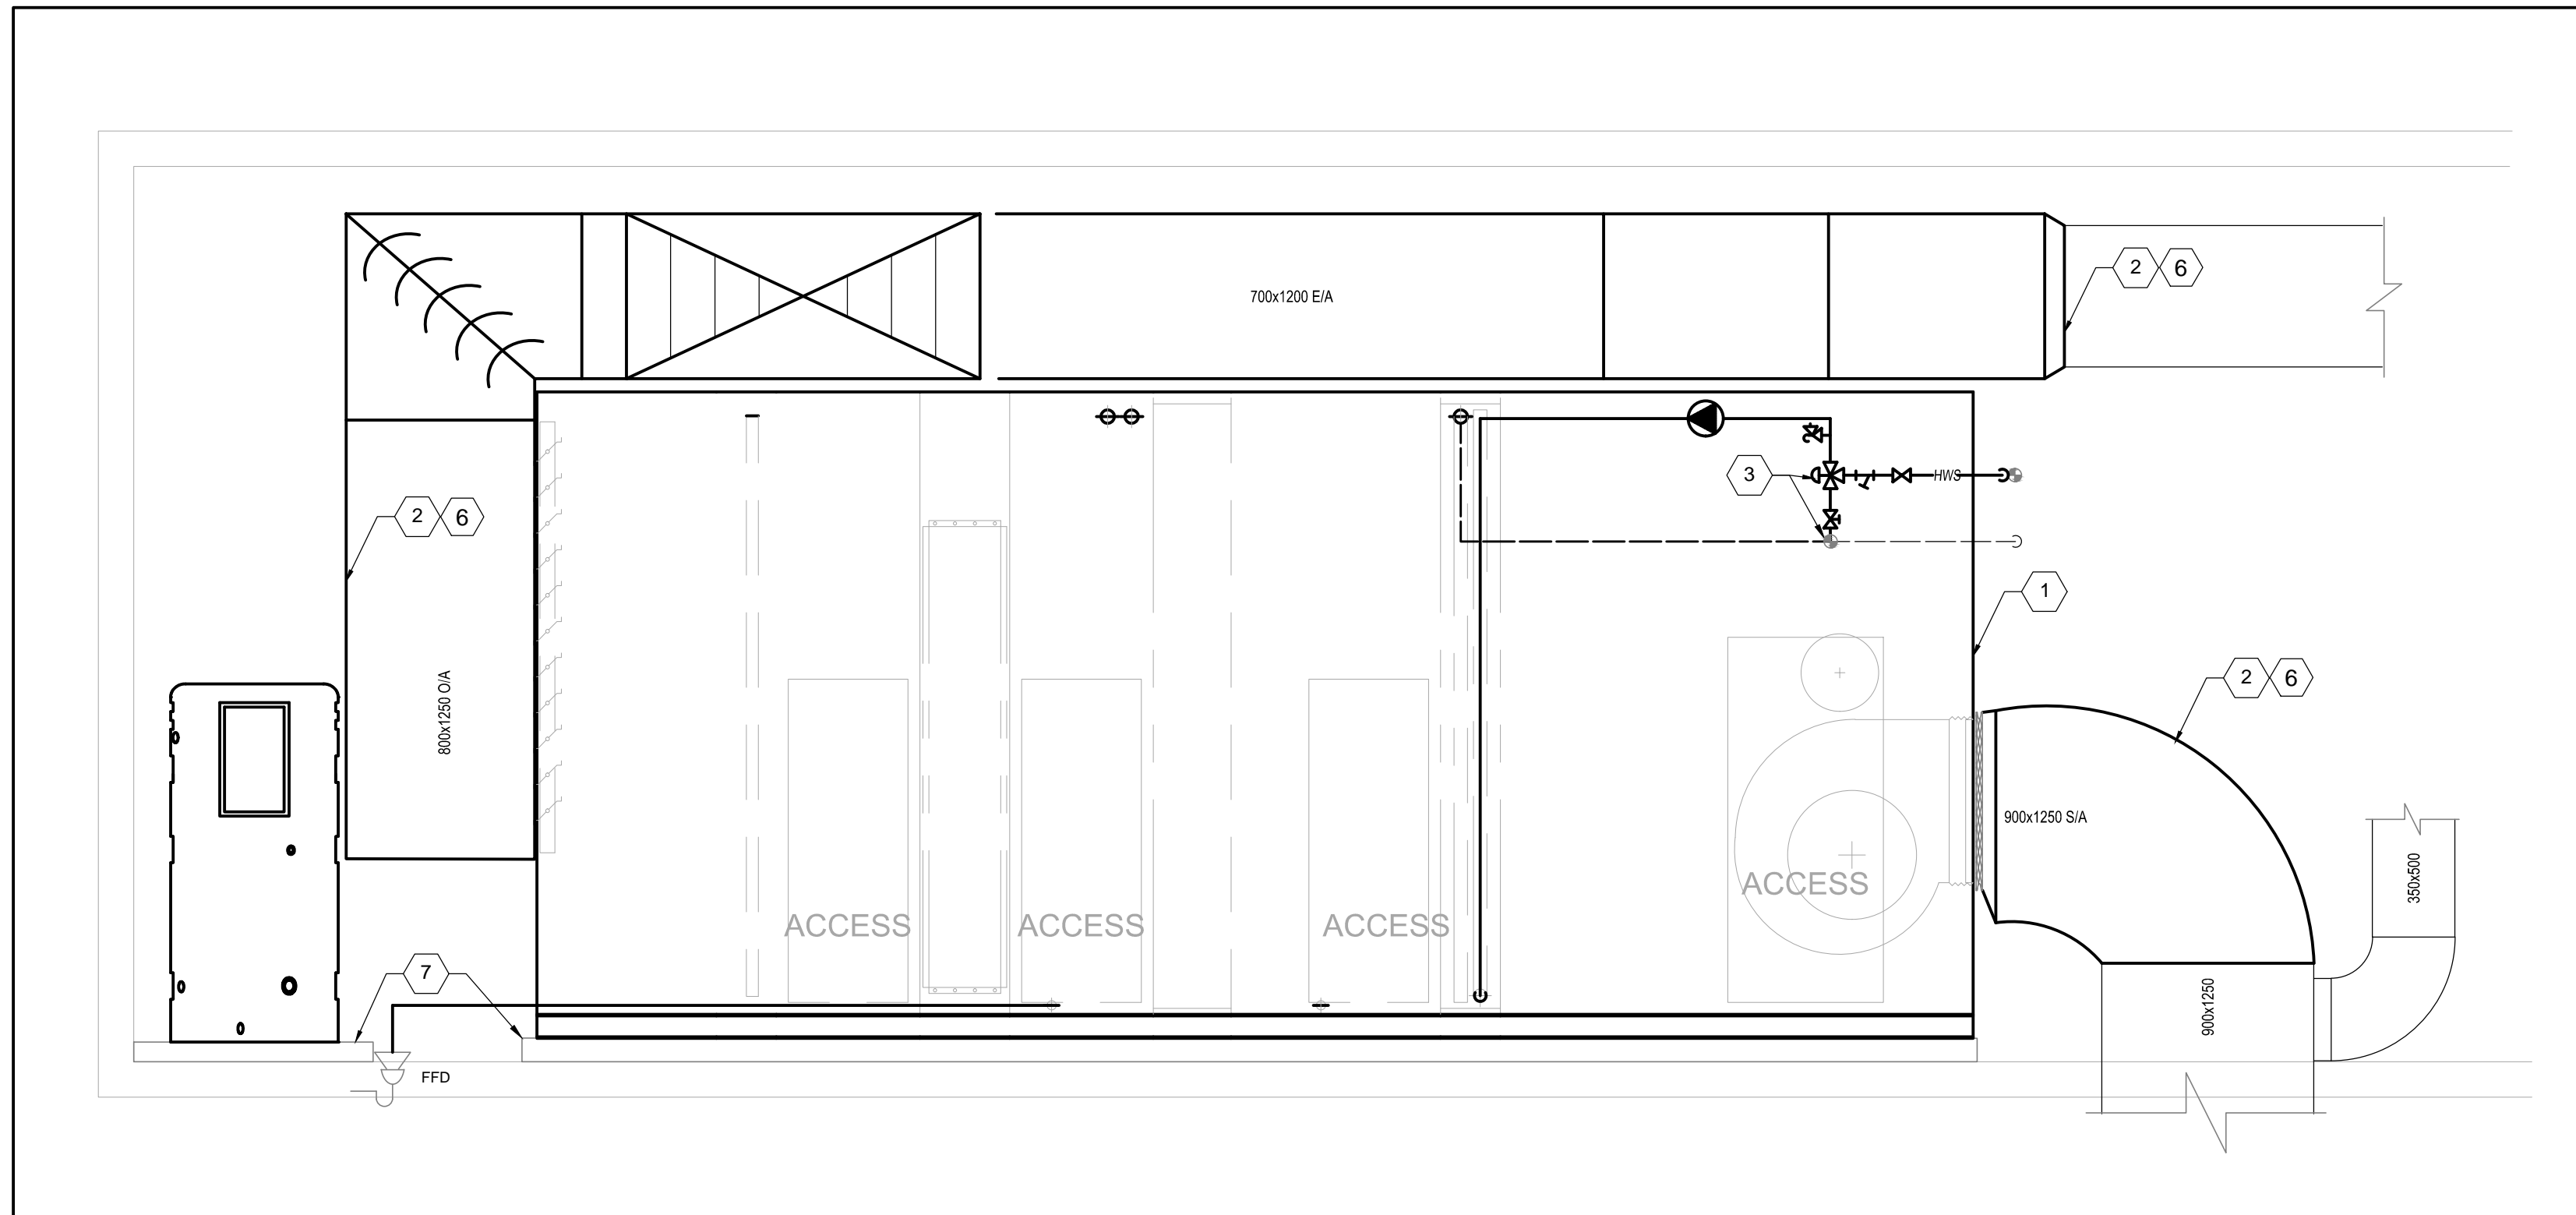 700x1200 E/A
2 6
2 6
3
HWS
1
2 6
800x1250 O/A
900x1250 S/A
350x500
ACCESS
ACCESS
ACCESS
ACCESS
7
900x1250
FFD